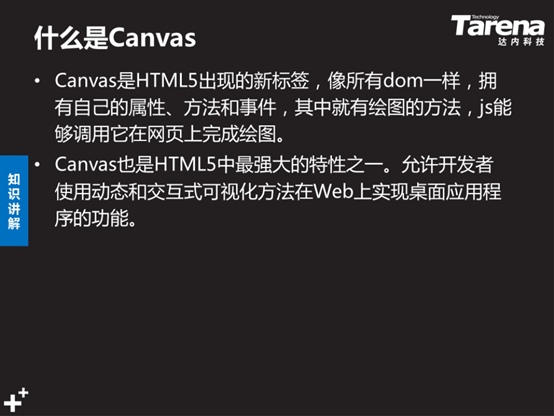 什么是Canvas
Technology
Tarena
达内科技
• Canvas是HTML5出现的新标签，像所有dom一样，拥
有自己的属性、方法和事件，其中就有绘图的方法，js能
够调用它在网页上完成绘图。
• Canvas也是HTML5中最强大的特性之一。允许开发者
使用动态和交互式可视化方法在Web上实现桌面应用程
序的功能。
知
识
讲
解